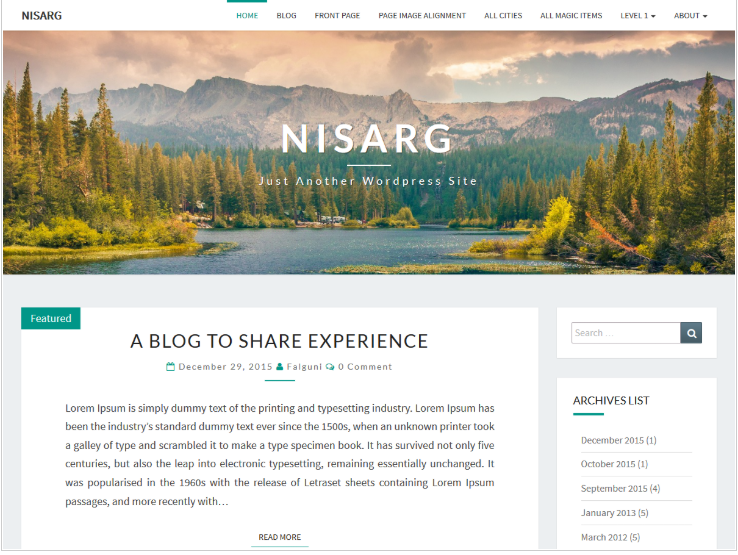 NISARG HOME BLOG FRONT PAGE PAGE IMAGE ALIGNMENT ALL CITIES ALL MAGIC ITEMS LEVEL 1 ABOUT
NISARG
Just Another Wordpress Site
Featured
A BLOG TO SHARE EXPERIENCE
December 29, 2015 Falguni 0 Comment
Lorem Ipsum is simply dummy text of the printing and typesetting industry. Lorem Ipsum has
been the industry's standard dummy text ever since the 1500s, when an unknown printer took
a galley of type and scrambled it to make a type specimen book. It has survived not only five
centuries, but also the leap into electronic typesetting, remaining essentially unchanged. It
was popularised in the 1960s with the release of Letraset sheets containing Lorem Ipsum
passages, and more recently with…
READ MORE
Search …
ARCHIVES LIST
December 2015 (1)
October 2015 (1)
September 2015 (4)
January 2013 (5)
March 2012 (5)